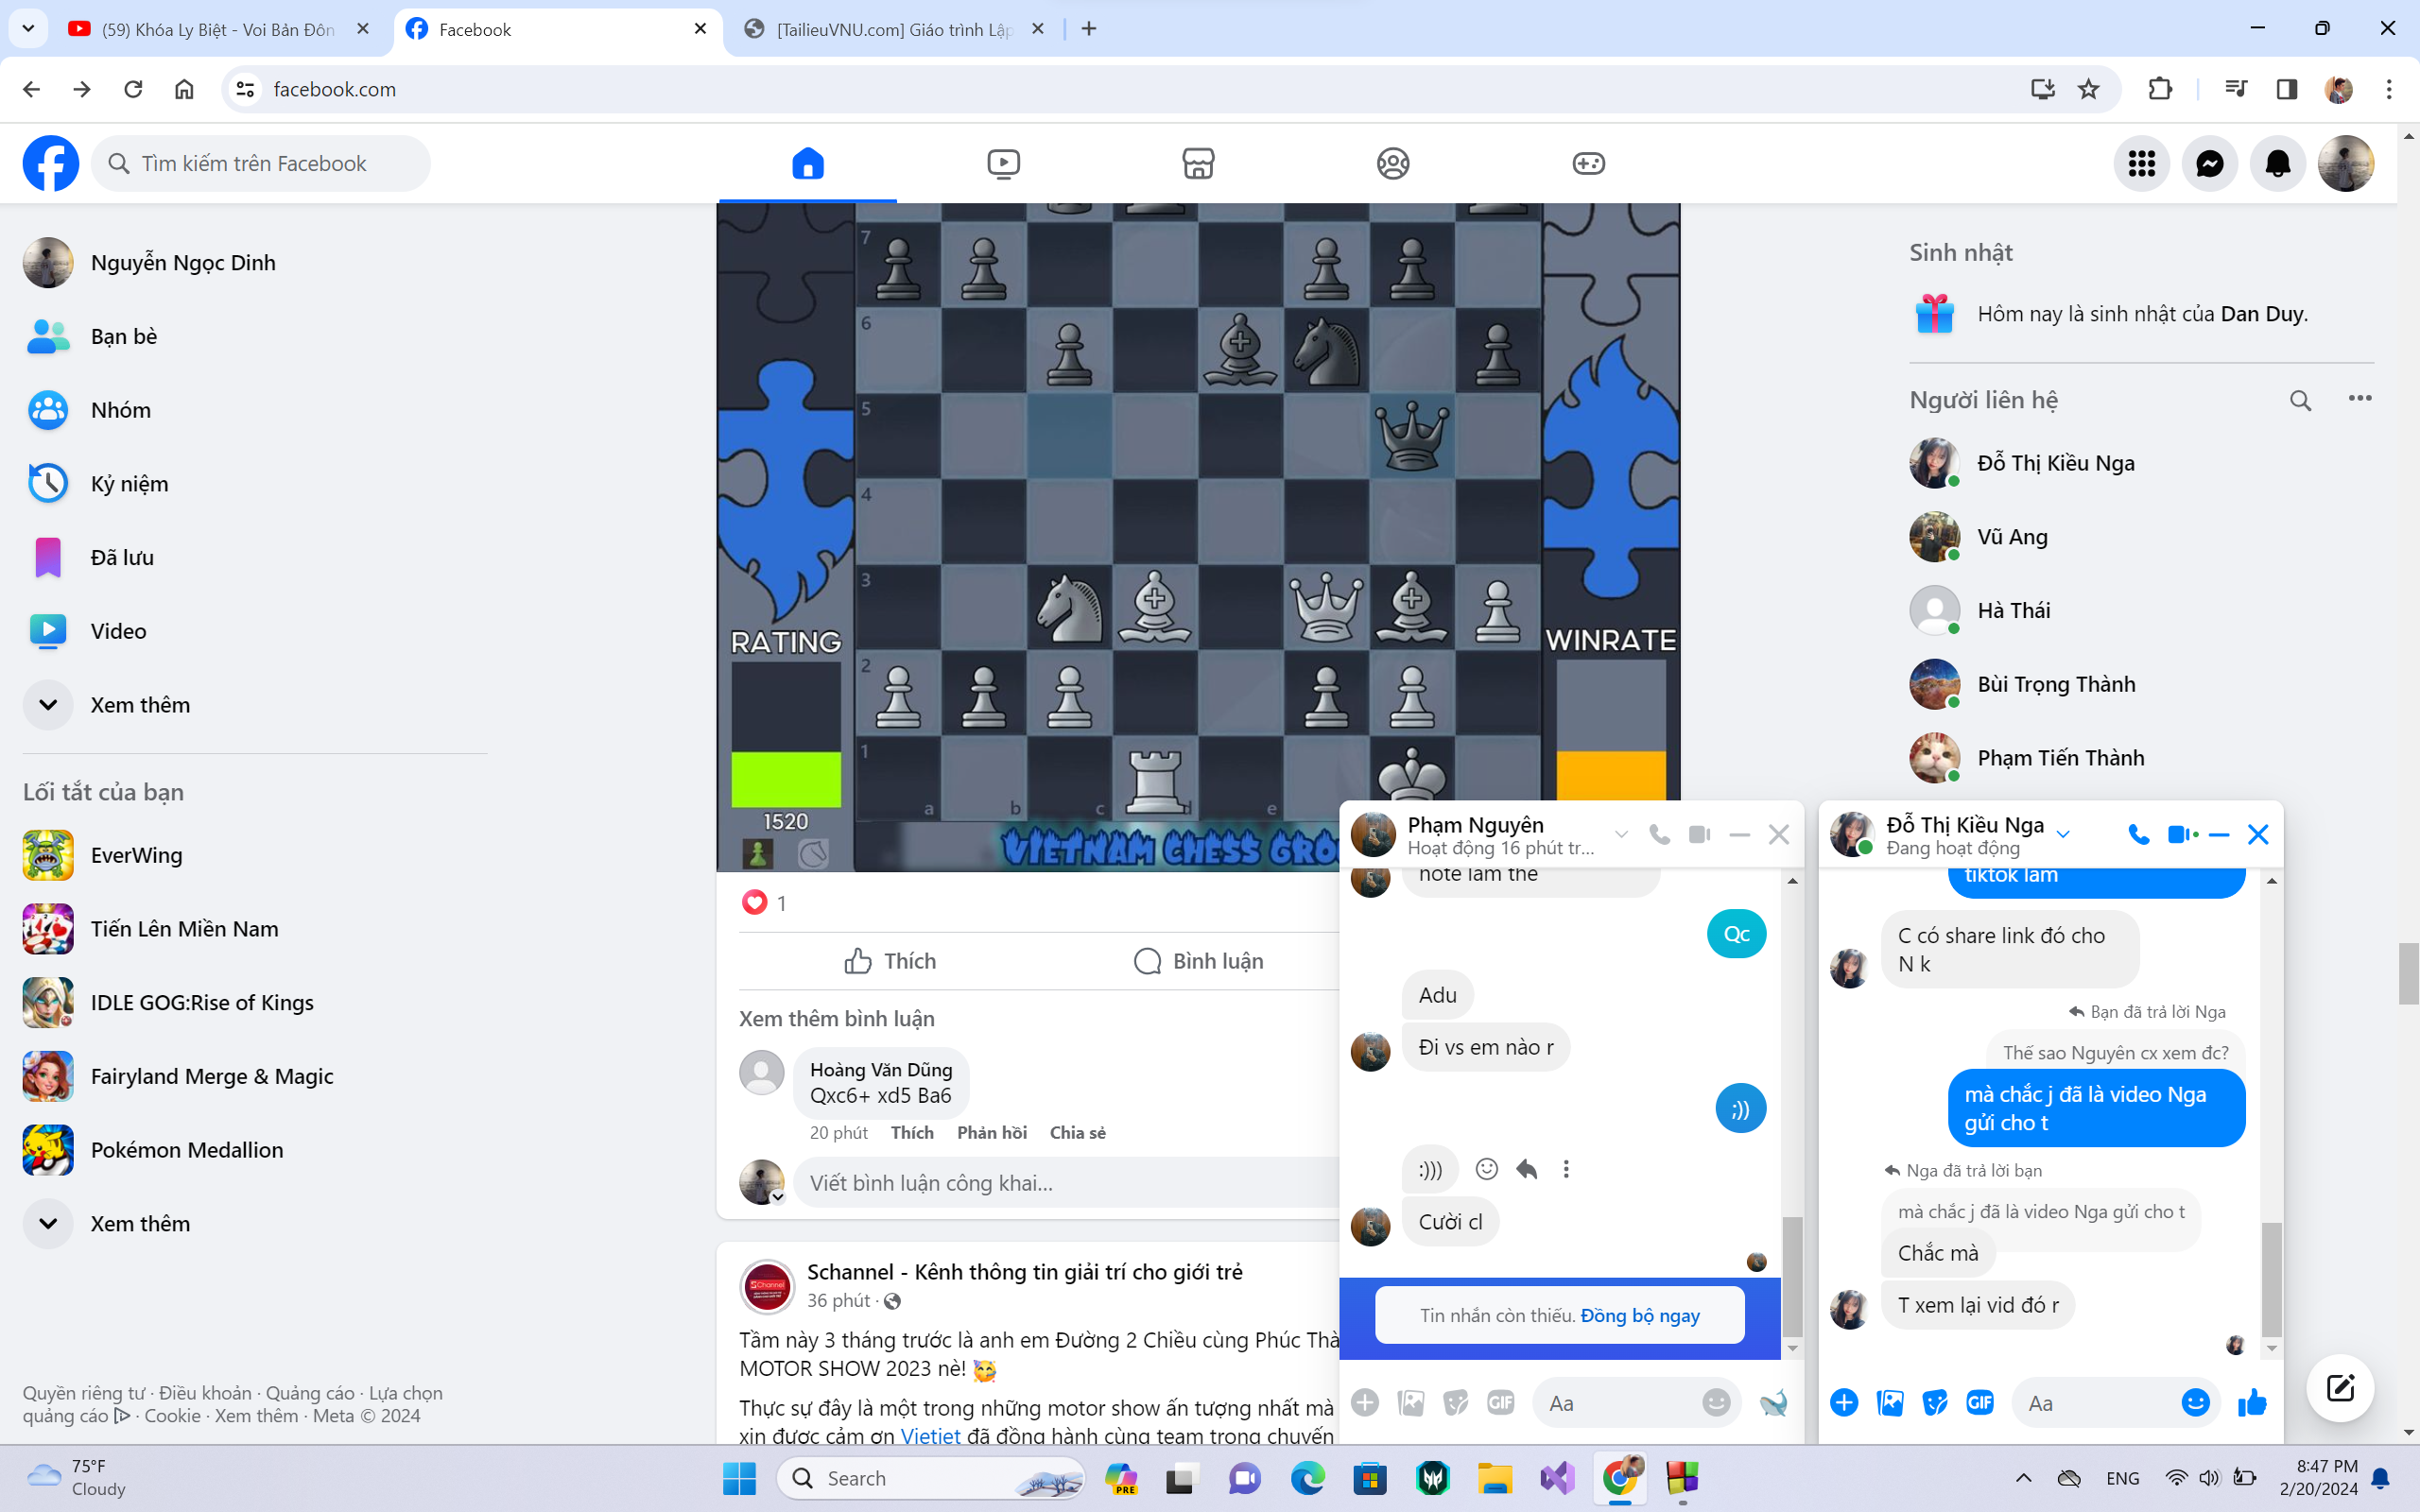 (59) Khóa Ly Biệt - Voi Bản Đôn
Facebook
[TailieuVNU.com] Giáo trình Lập
facebook.com
Tìm kiếm trên Facebook
Nguyễn Ngọc Dinh
Bạn bè
Nhóm
Kỷ niệm
Đã lưu
Video
Xem thêm
Lối tắt của bạn
EverWing
Tiến Lên Miền Nam
IDLE GOG:Rise of Kings
Fairyland Merge & Magic
Pokémon Medallion
Xem thêm
Quyền riêng tư · Điều khoản · Quảng cáo · Lựa chọn
quảng cáo · Cookie · Xem thêm · Meta © 2024
7
6
5
4
3
2
1
a
b
c
d
e
RATING
1520
WINRATE
VIETNAM CHESS GRO
1
Thích
Bình luận
Xem thêm bình luận
Hoàng Văn Dũng
Qxc6+ xd5 Ba6
20 phút Thích Phản hồi Chia sẻ
Viết bình luận công khai...
Schannel - Kênh thông tin giải trí cho giới trẻ
36 phút ·
Tầm này 3 tháng trước là anh em Đường 2 Chiều cùng Phúc Thà
MOTOR SHOW 2023 nè!
Thực sự đây là một trong những motor show ấn tượng nhất mà
xin được cảm ơn Vietjet đã đồng hành cùng team trong chuyến
Sinh nhật
Hôm nay là sinh nhật của Dan Duy.
Người liên hệ
Đỗ Thị Kiều Nga
Vũ Ang
Hà Thái
Bùi Trọng Thành
Phạm Tiến Thành
Phạm Nguyên
Hoạt động 16 phút tr...
note lam the
Qc
Adu
Đi vs em nào r
;))
:)))
Cười cl
Tin nhắn còn thiếu. Đồng bộ ngay
GIF
Aa
Đỗ Thị Kiều Nga
Đang hoạt động
tiktok lam
C có share link đó cho
N k
Bạn đã trả lời Nga
Thế sao Nguyên cx xem đc?
mà chắc j đã là video Nga
gửi cho t
Nga đã trả lời bạn
mà chắc j đã là video Nga gửi cho t
Chắc mà
T xem lại vid đó r
GIF
Aa
75°F
Cloudy
Search
PRE
ENG
8:47 PM
2/20/2024